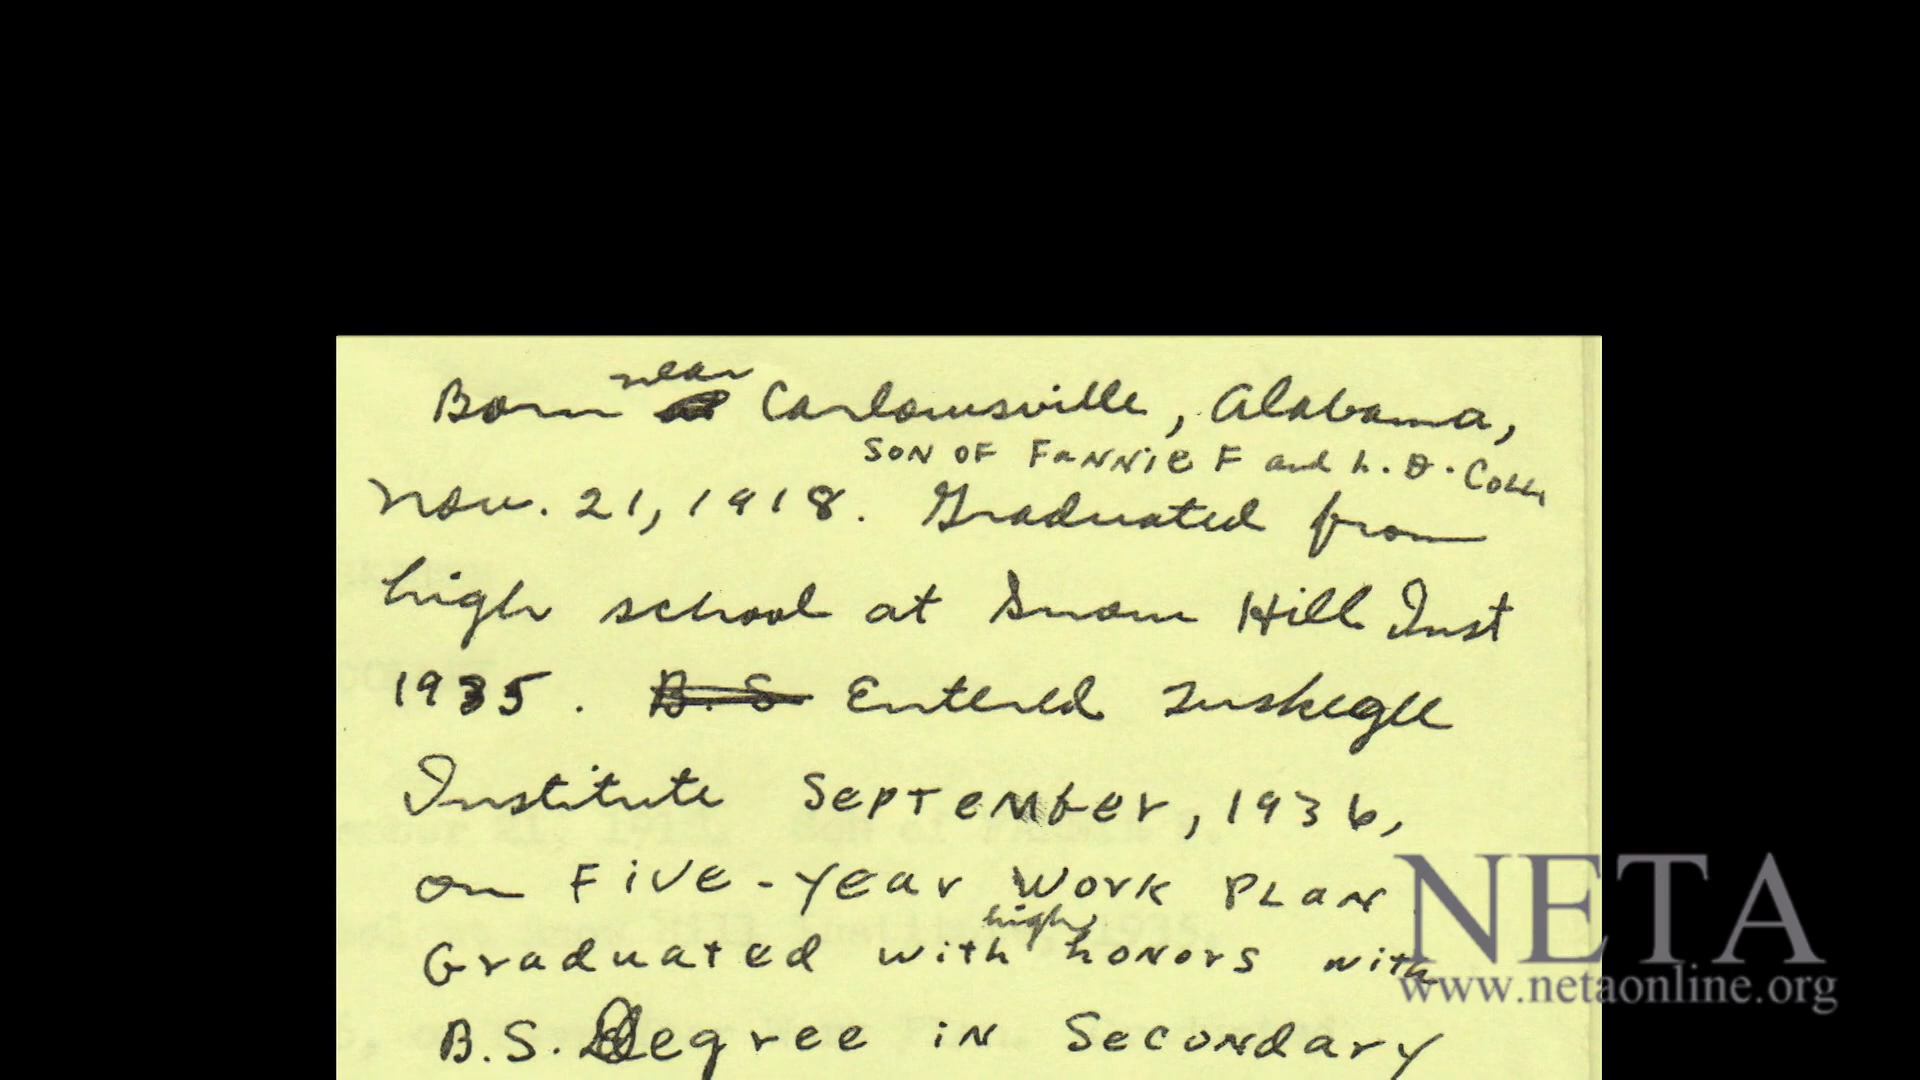 near
Born Carlowsville, Alabama,
SON OF FANNIE F and L. D. Cobb
Nov. 21, 1918. Graduated from
high school at Snow Hill Inst
1935. B. S. Entered Tuskegee
Institute SEPTEMBER, 1936,
on FIVE-YEAR WORK PLAN.
high
Graduated with honors with
B.S. Degree in Secondary
NETA
www.netaonline.org